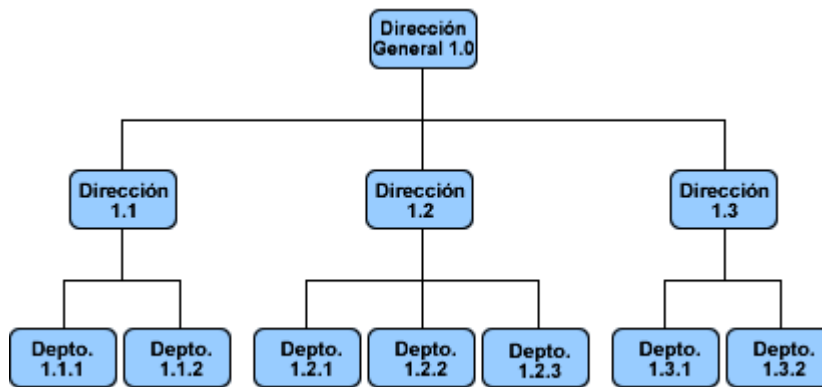 Dirección
General 1.0
Dirección
1.1
Dirección
1.2
Dirección
1.3
Depto.
1.1.1
Depto.
1.1.2
Depto.
1.2.1
Depto.
1.2.2
Depto.
1.2.3
Depto.
1.3.1
Depto.
1.3.2